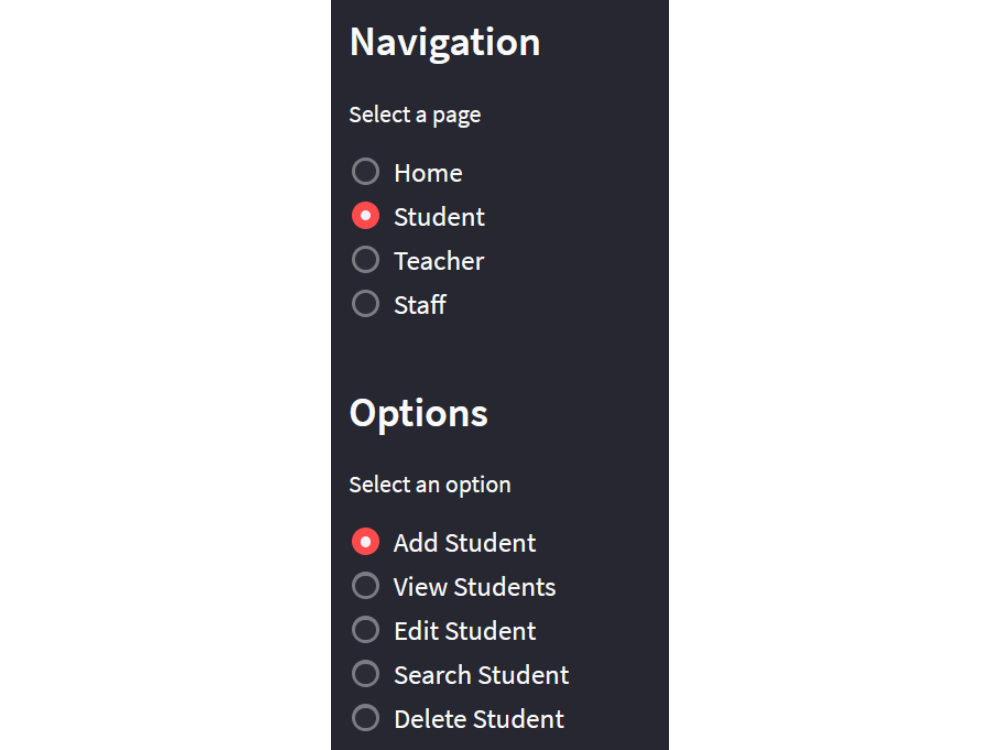 Navigation
Select a page
Home
Student
Teacher
Staff
Options
Select an option
Add Student
View Students
Edit Student
Search Student
Delete Student